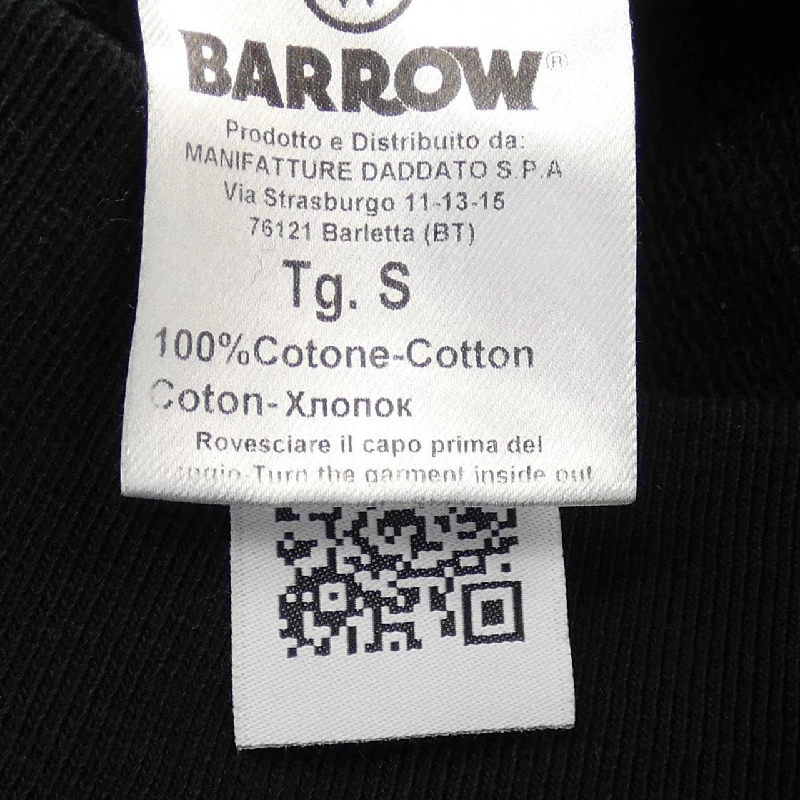 BARROW®
Prodotto e Distribuito da:
MANIFATTURE DADDATO S.P.A
Via Strasburgo 11-13-15
76121 Barletta (BT)
Tg. S
100%Cotone-Cotton
Coton-Хлопок
Rovesciare il capo prima del
Turn the garment inside out